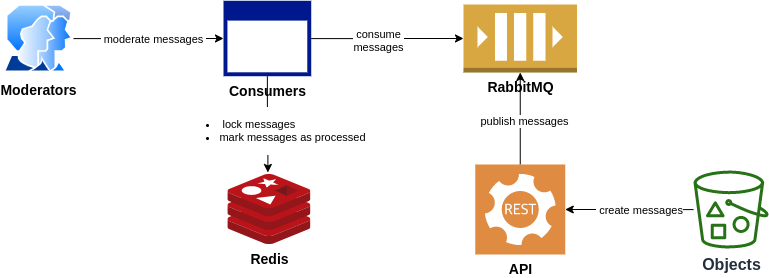 moderate messages
consume
messages
Moderators
Consumers
RabbitMQ
• lock messages
• mark messages as processed
publish messages
REST
create messages
Redis
API
Objects